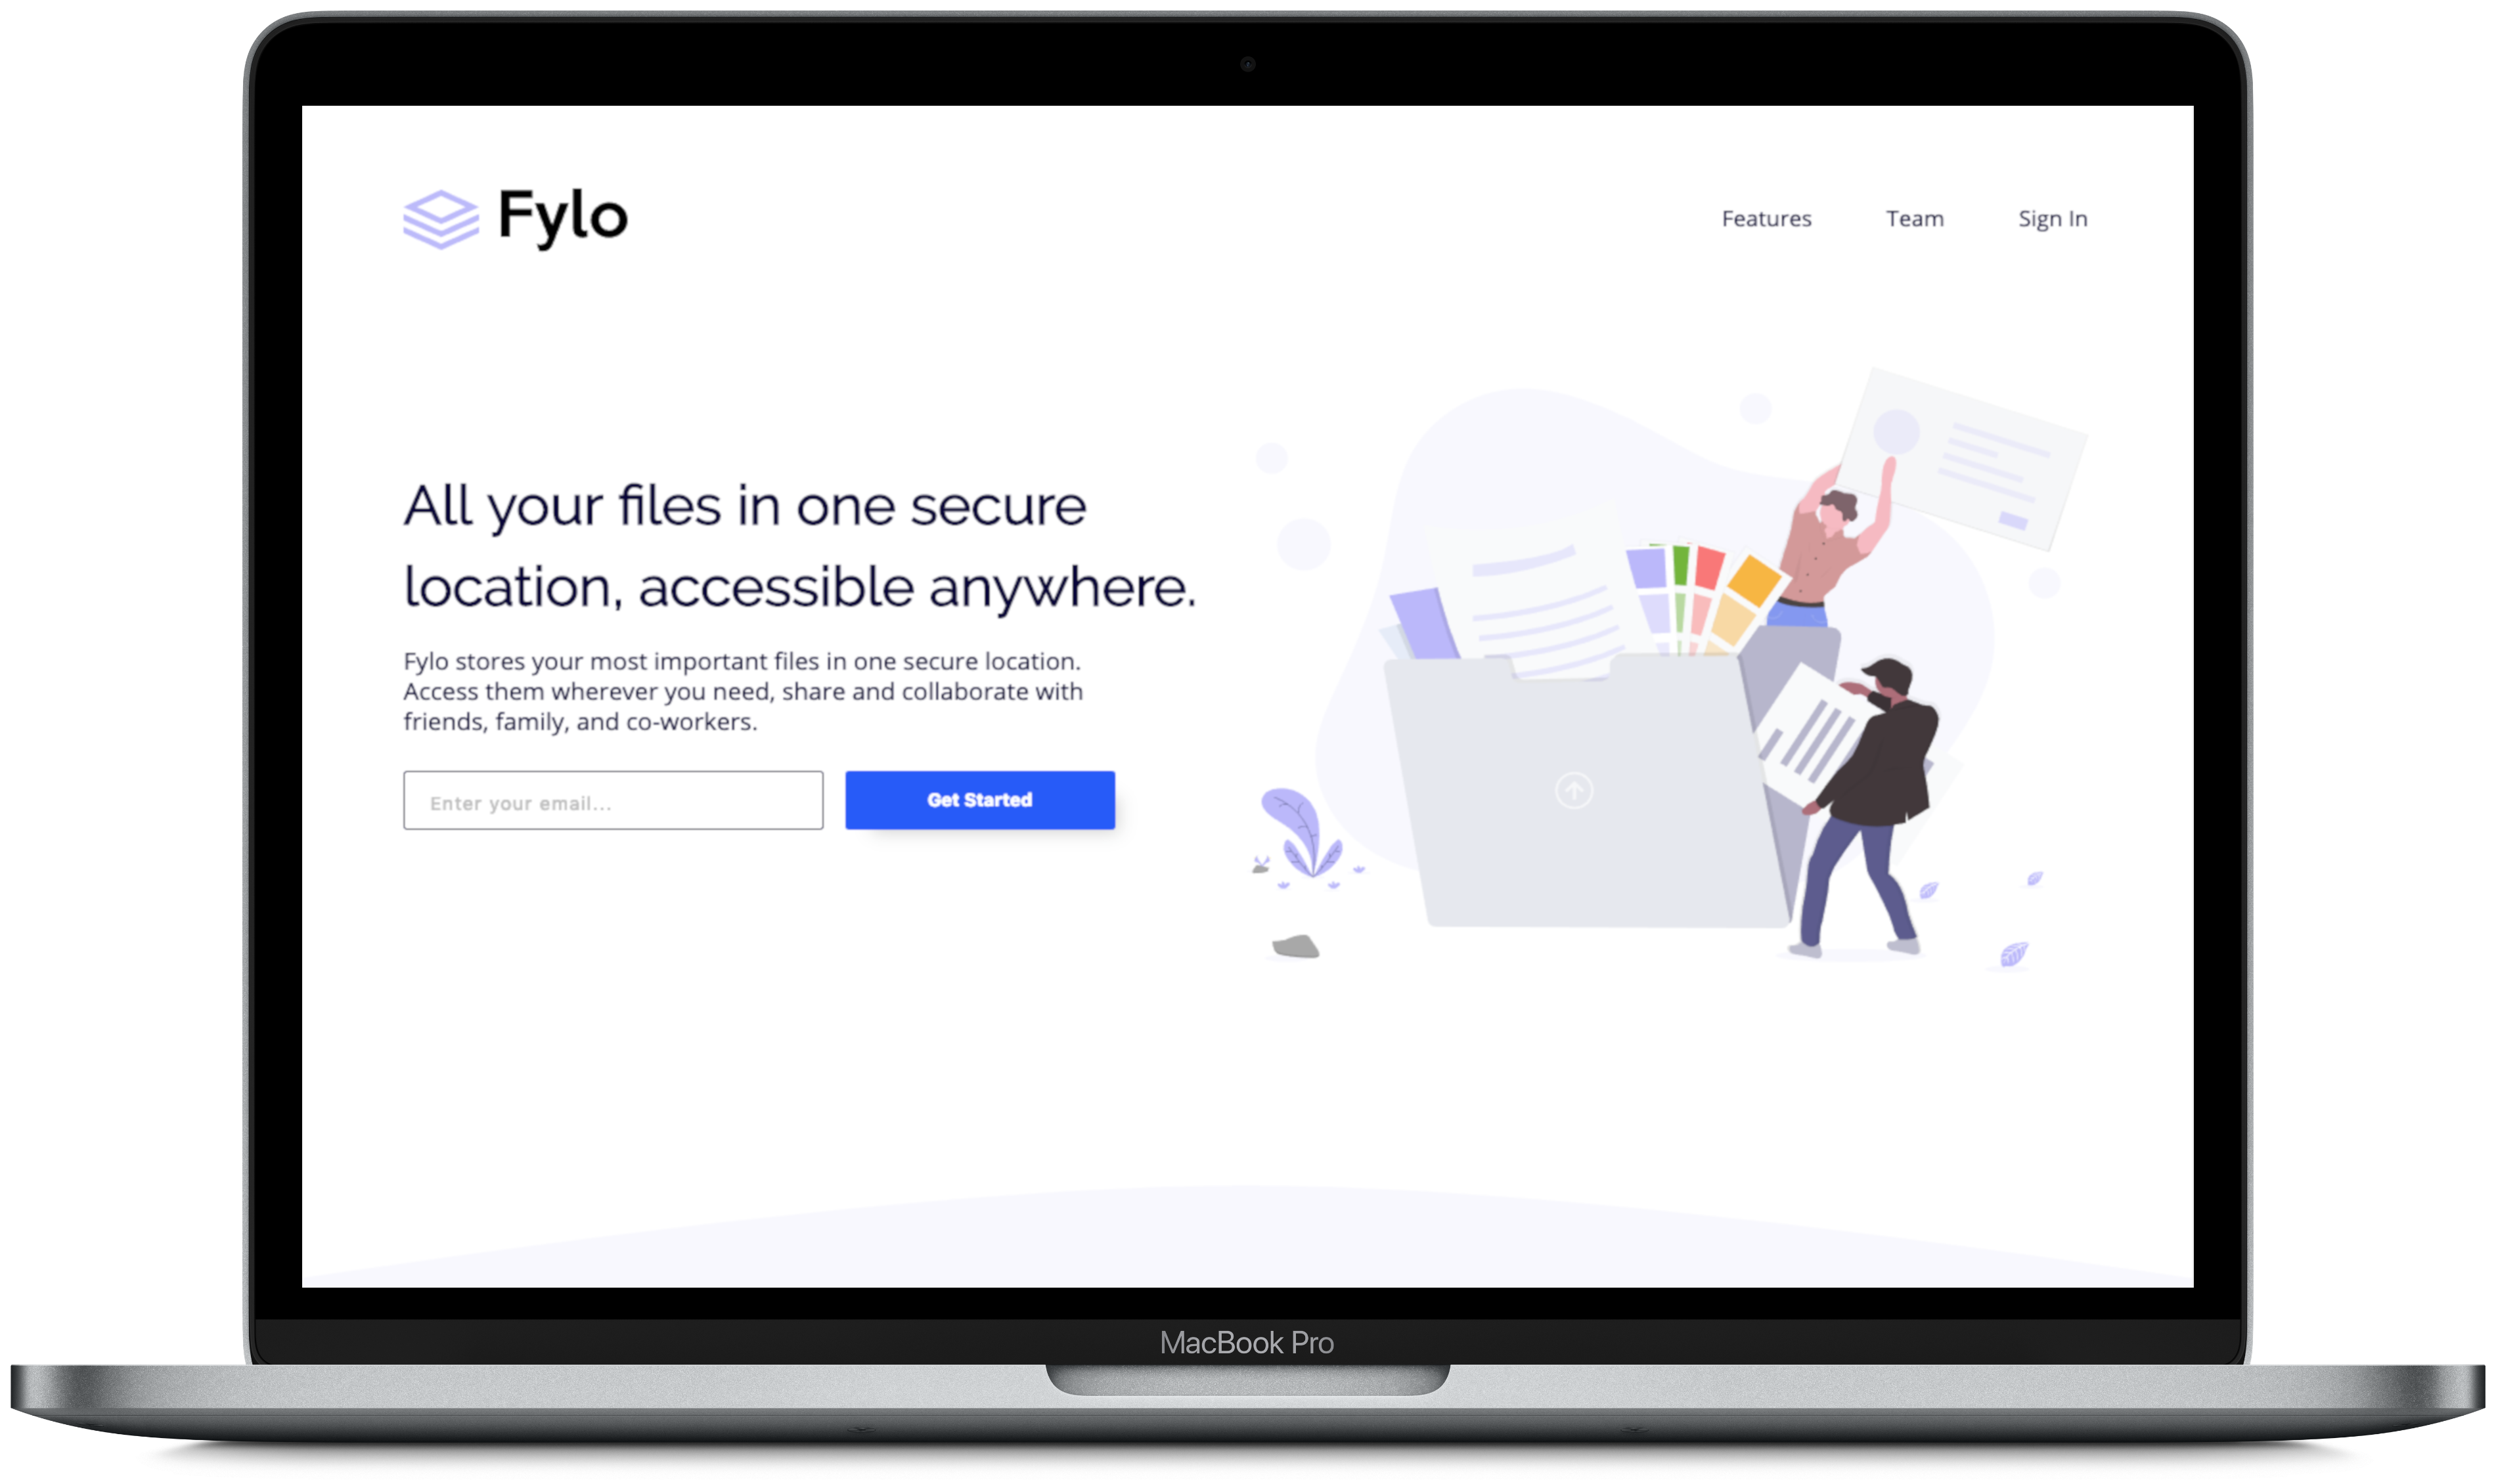 Fylo
Features
Team
Sign In
All your files in one secure
location, accessible anywhere.
Fylo stores your most important files in one secure location.
Access them wherever you need, share and collaborate with
friends, family, and co-workers.
Enter your email...
Get Started
MacBook Pro